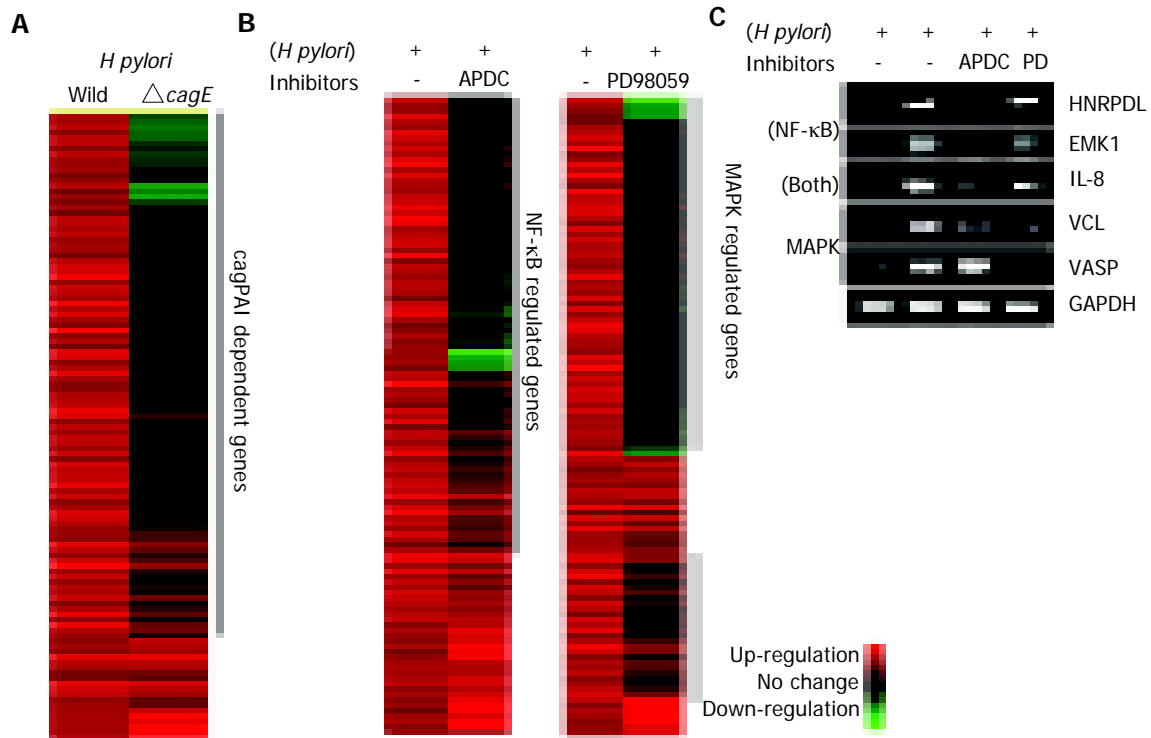 A
H pylori
Wild △cagE
cagPAI dependent genes
B
(H pylori) + + + +
Inhibitors - APDC - PD98059
NF-κB regulated genes
MAPK regulated genes
C
(H pylori) + + + +
Inhibitors - - APDC PD
(NF-κB)
(Both)
MAPK
HNRPDL
EMK1
IL-8
VCL
VASP
GAPDH
Up-regulation
No change
Down-regulation